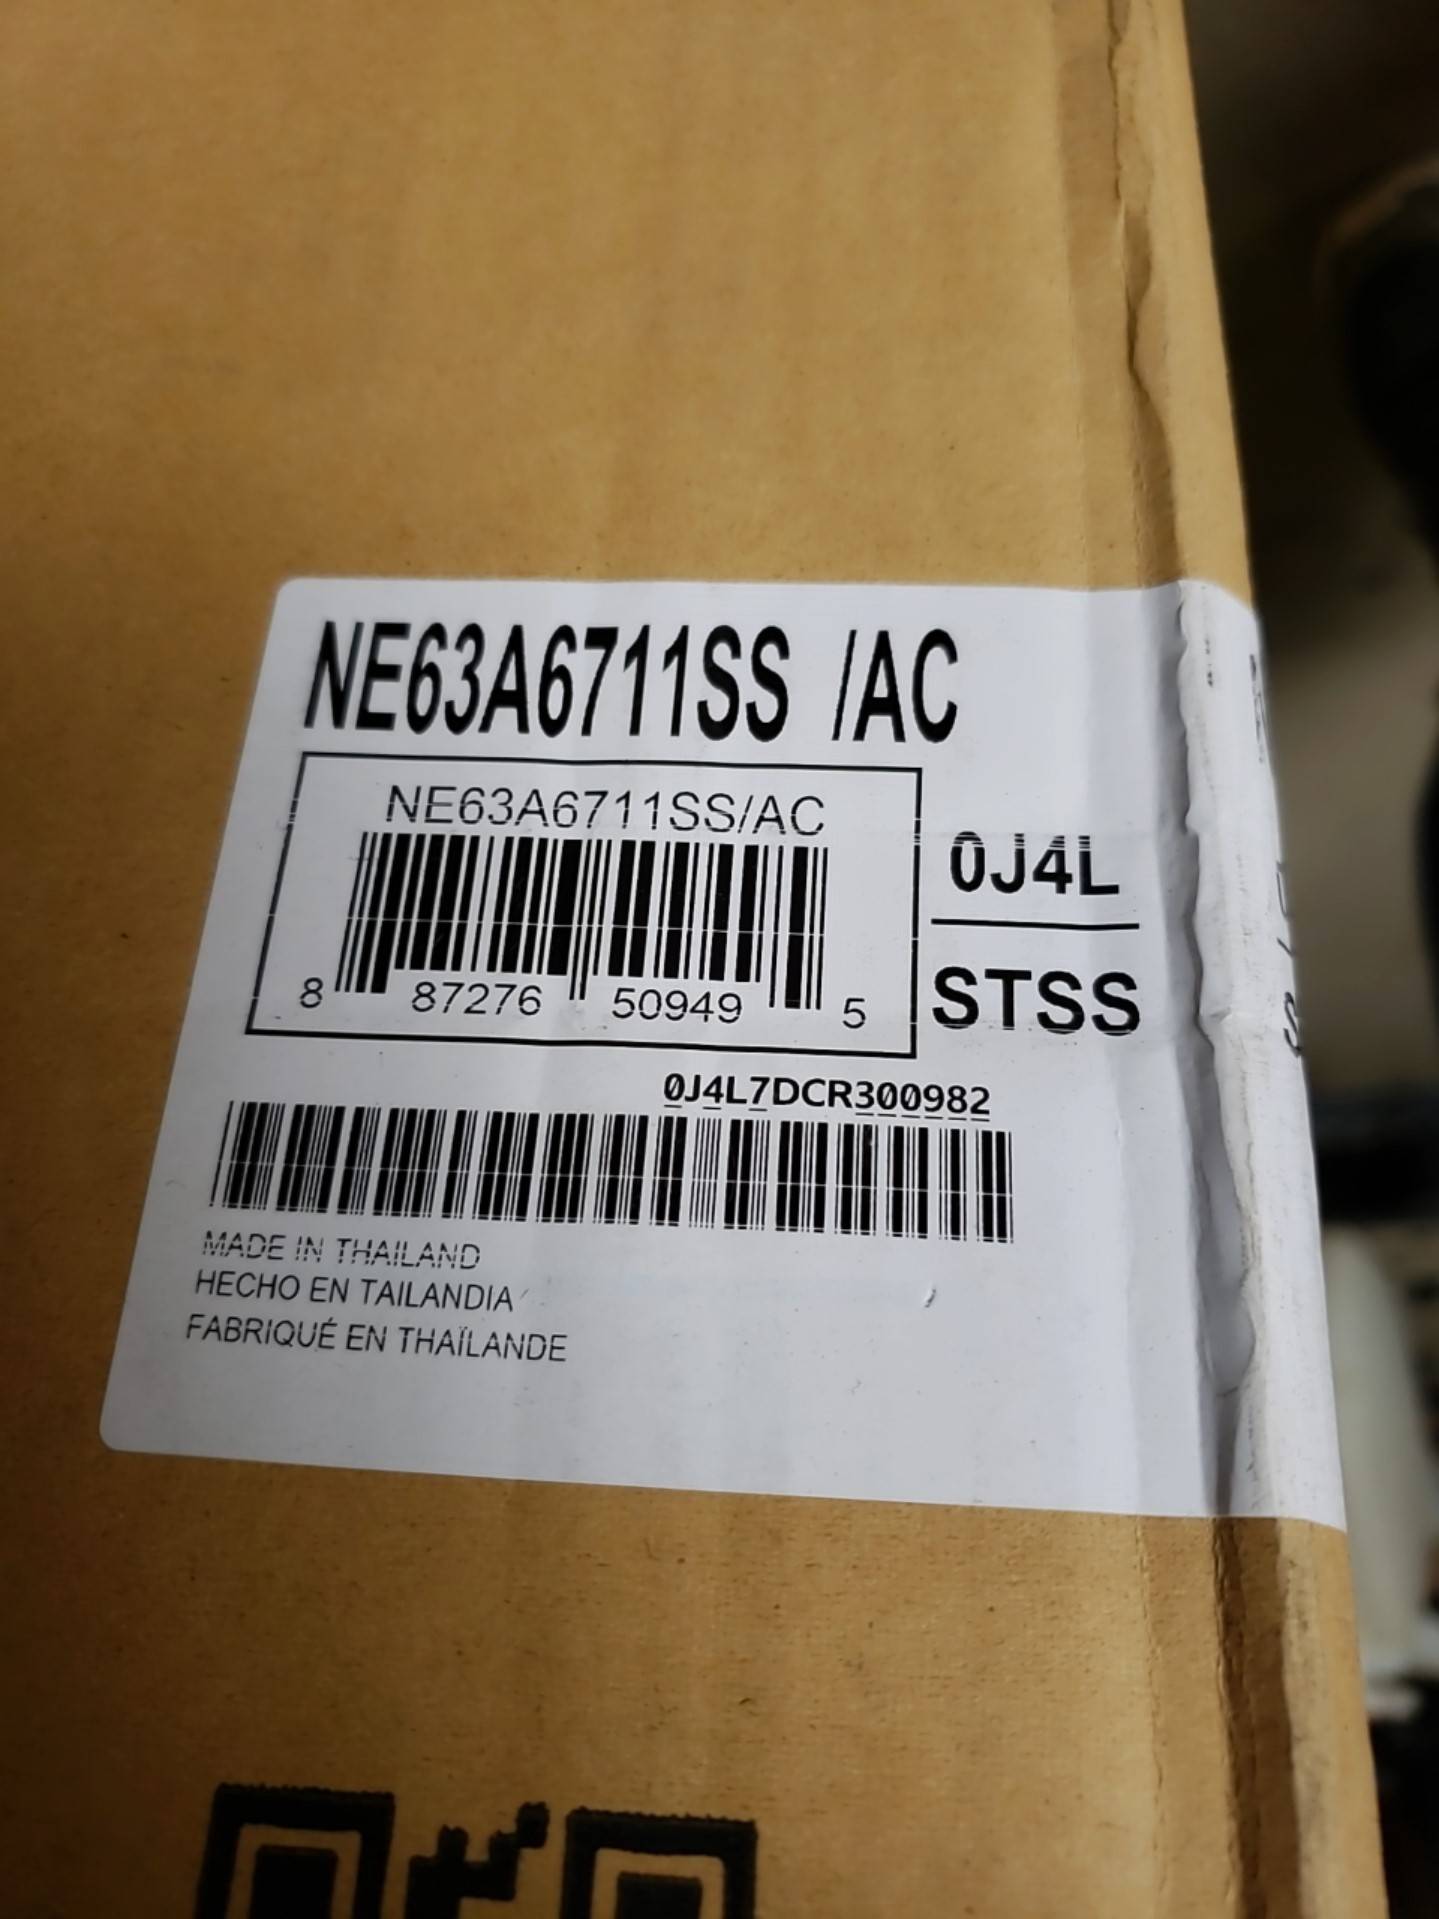 NE63A6711SS /AC
NE63A6711SS/AC
8 87276 50949 5
0J4L
STSS
0J4L7DCR300982
MADE IN THAILAND
HECHO EN TAILANDIA
FABRIQUÉ EN THAÏLANDE